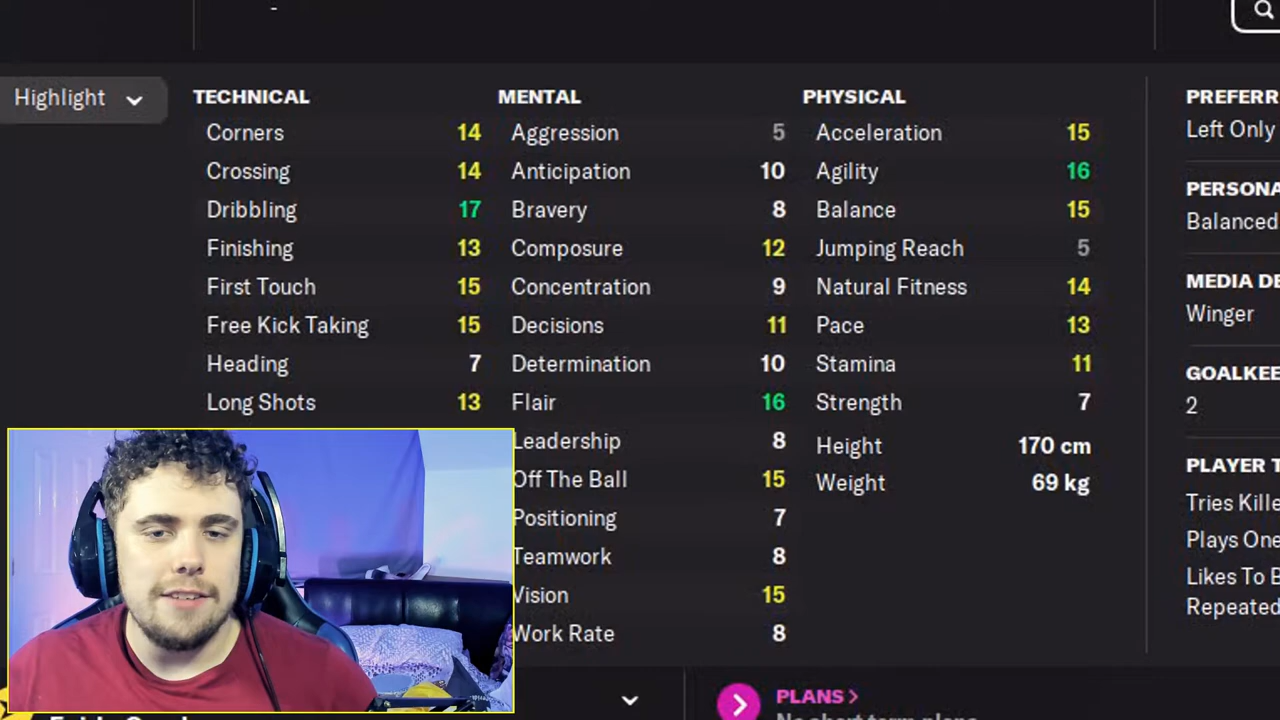 Highlight
TECHNICAL
Corners 14
Crossing 14
Dribbling 17
Finishing 13
First Touch 15
Free Kick Taking 15
Heading 7
Long Shots 13
MENTAL
Aggression 5
Anticipation 10
Bravery 8
Composure 12
Concentration 9
Decisions 11
Determination 10
Flair 16
Leadership 8
Off The Ball 15
Positioning 7
Teamwork 8
Vision 15
Work Rate 8
PHYSICAL
Acceleration 15
Agility 16
Balance 15
Jumping Reach 5
Natural Fitness 14
Pace 13
Stamina 11
Strength 7
Height 170 cm
Weight 69 kg
PREFERR
Left Only
PERSONA
Balanced
MEDIA DE
Winger
GOALKEE
2
PLAYER T
Tries Kille
Plays One
Likes To B
Repeated
PLANS